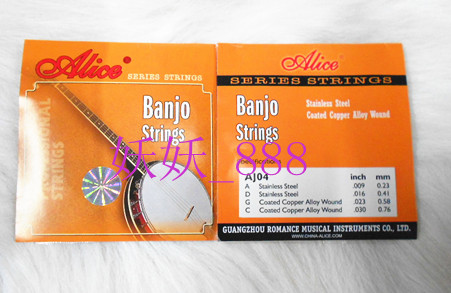 Alice®
SERIES STRINGS
Banjo
Strings
STRINGS
Alice®
SERIES STRINGS
Banjo
Strings
Stainless Steel
Coated Copper Alloy Wound
AJ04 inch mm
A Stainless Steel .009 0.23
D Stainless Steel .016 0.41
G Coated Copper Alloy Wound .023 0.58
C Coated Copper Alloy Wound .030 0.76
GUANGZHOU ROMANCE MUSICAL INSTRUMENTS CO., LTD.
WWW.CHINA-ALICE.COM
妖妖_888